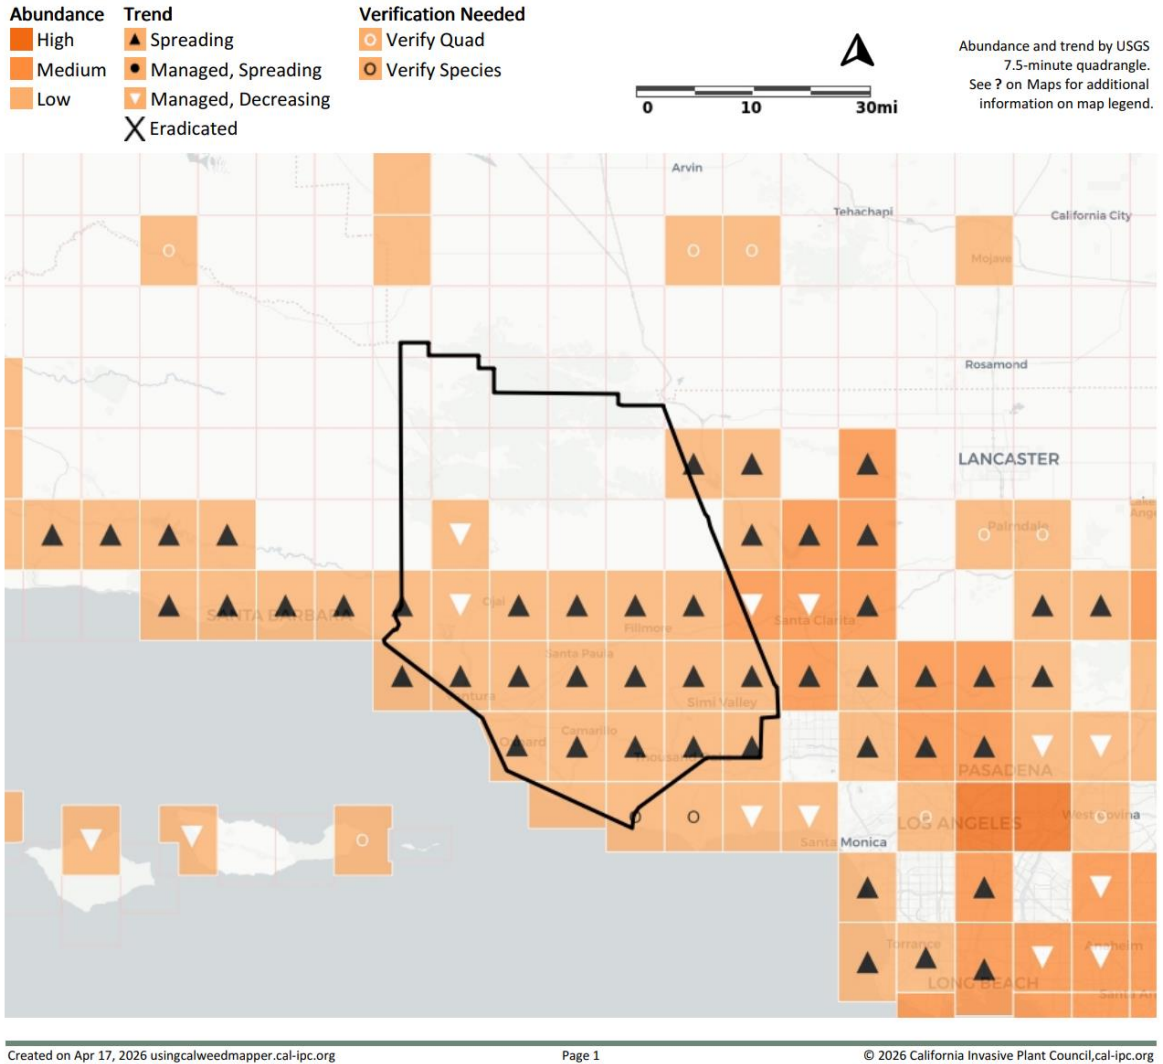 Abundance
High
Medium
Low
Trend
Spreading
Managed, Spreading
Managed, Decreasing
Eradicated
Verification Needed
Verify Quad
Verify Species
0 10 30mi
Abundance and trend by USGS
7.5-minute quadrangle.
See ? on Maps for additional
information on map legend.
Arvin
Tehachapi
California City
Mojave
Rosamond
LANCASTER
Palmdale
SANTA BARBARA
Ojai
Fillmore
Santa Clarita
Santa Paula
Ventura
Simi Valley
Oxnard
Camarillo
Thousand Oaks
PASADENA
LOS ANGELES
West Covina
Santa Monica
Torrance
Anaheim
LONG BEACH
Created on Apr 17, 2026 usingcalweedmapper.cal-ipc.org
Page 1
© 2026 California Invasive Plant Council,cal-ipc.org